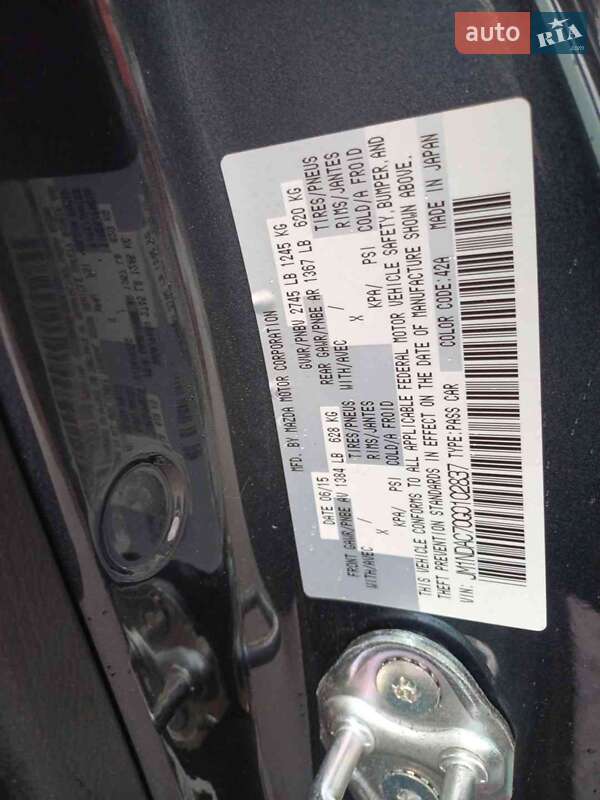 auto RIA
.com
MFD. BY MAZDA MOTOR CORPORATION
DATE 06/15 GVWR/PNBV 2745 LB 1245 KG
FRONT GAWR/PNBE AV 1384 LB 628 KG REAR GAWR/PNBE AR 1367 LB 620 KG
WITH/AVEC TIRES/PNEUS WITH/AVEC TIRES/PNEUS
X RIMS/JANTES X RIMS/JANTES
KPA/ PSI COLD/A FROID KPA/ PSI COLD/A FROID
THIS VEHICLE CONFORMS TO ALL APPLICABLE FEDERAL MOTOR VEHICLE SAFETY, BUMPER, AND
THEFT PREVENTION STANDARDS IN EFFECT ON THE DATE OF MANUFACTURE SHOWN ABOVE.
VIN: JM1NDAC70G0102837 TYPE:PASS CAR COLOR CODE:42A MADE IN JAPAN